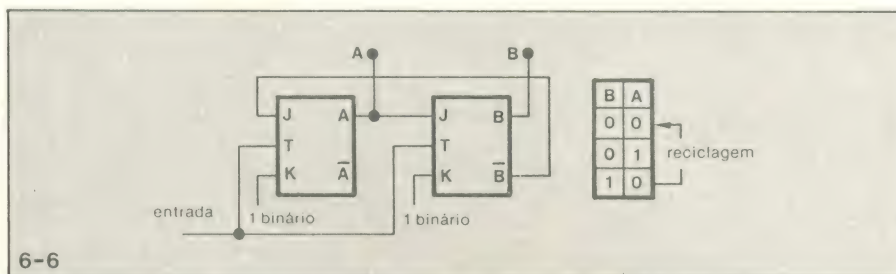 A B
J A J B B A
T T 0 0
K A̅ K B̅ 0 1 reciclagem
1 0
entrada 1 binário 1 binário
6-6